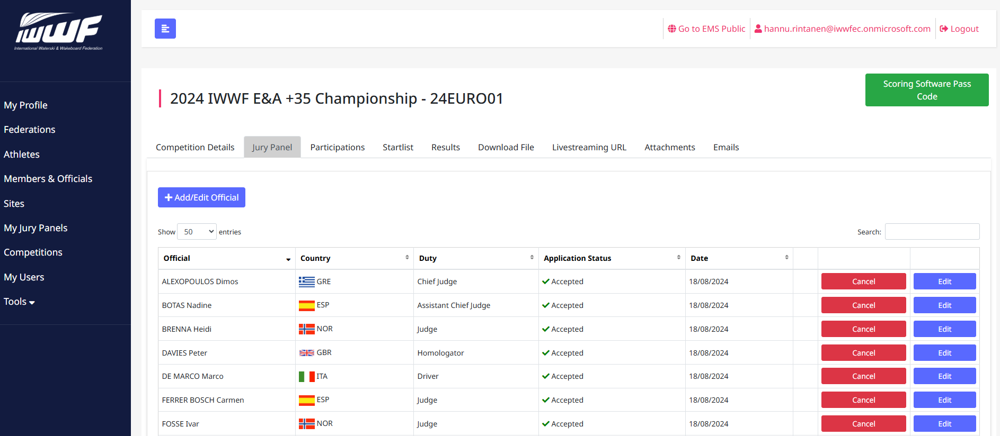 IWWF
International Waterski & Wakeboard Federation
My Profile
Federations
Athletes
Members & Officials
Sites
My Jury Panels
Competitions
My Users
Tools
Go to EMS Public
hannu.rintanen@iwwfec.onmicrosoft.com
Logout
2024 IWWF E&A +35 Championship - 24EURO01
Scoring Software Pass
Code
Competition Details Jury Panel Participations Startlist Results Download File Livestreaming URL Attachments Emails
Add/Edit Official
Show 50 entries Search:
Official Country Duty Application Status Date
ALEXOPOULOS Dimos GRE Chief Judge Accepted 18/08/2024 Cancel Edit
BOTAS Nadine ESP Assistant Chief Judge Accepted 18/08/2024 Cancel Edit
BRENNA Heidi NOR Judge Accepted 18/08/2024 Cancel Edit
DAVIES Peter GBR Homologator Accepted 18/08/2024 Cancel Edit
DE MARCO Marco ITA Driver Accepted 18/08/2024 Cancel Edit
FERRER BOSCH Carmen ESP Judge Accepted 18/08/2024 Cancel Edit
FOSSE Ivar NOR Judge Accepted 18/08/2024 Cancel Edit